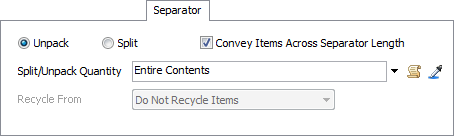 Separator
Unpack Split Convey Items Across Separator Length
Split/Unpack Quantity Entire Contents
Recycle From Do Not Recycle Items